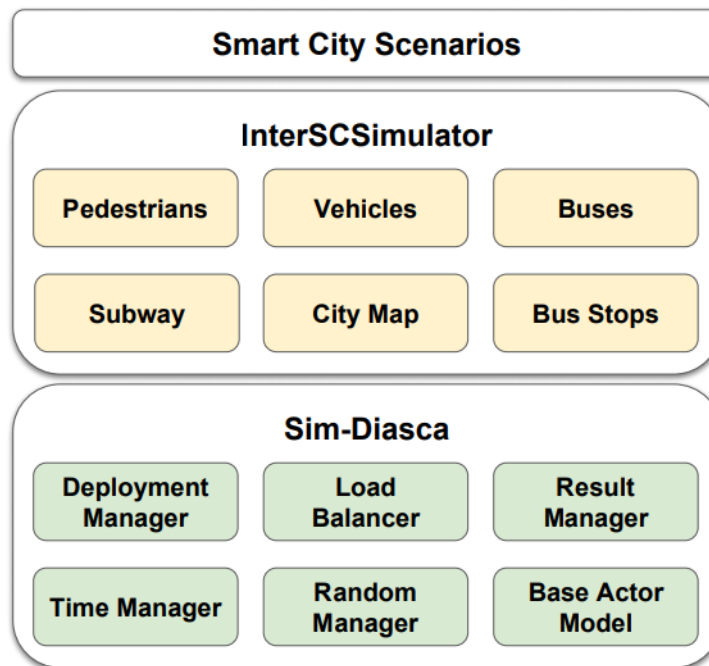 Smart City Scenarios
InterSCSimulator
Pedestrians
Vehicles
Buses
Subway
City Map
Bus Stops
Sim-Diasca
Deployment
Manager
Load
Balancer
Result
Manager
Time Manager
Random
Manager
Base Actor
Model